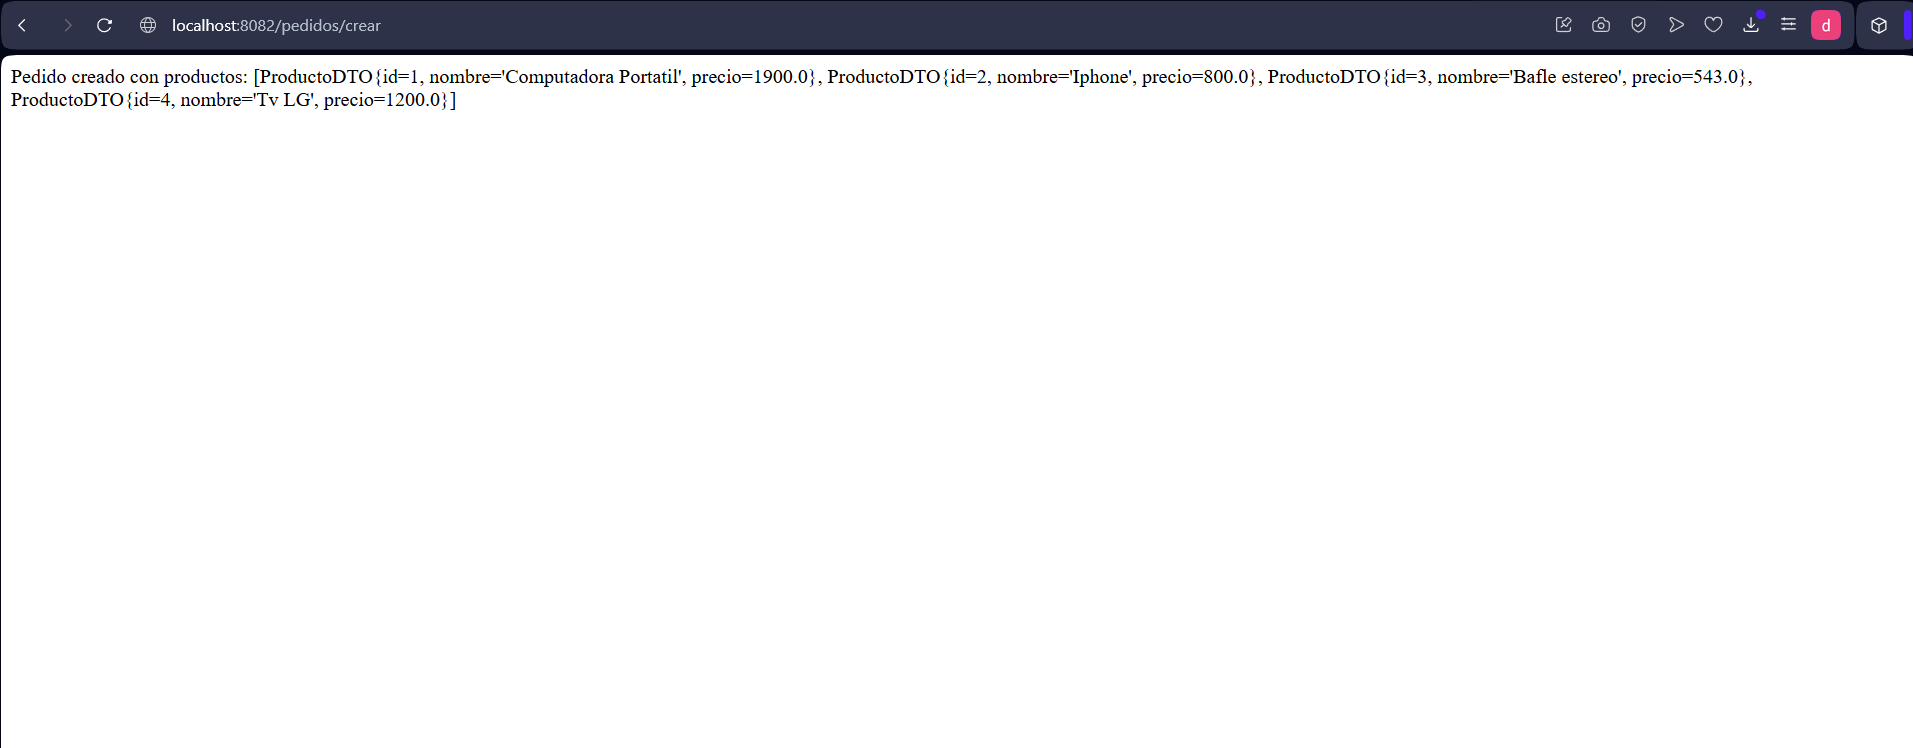 localhost:8082/pedidos/crear
d
Pedido creado con productos: [ProductoDTO{id=1, nombre='Computadora Portatil', precio=1900.0}, ProductoDTO{id=2, nombre='Iphone', precio=800.0}, ProductoDTO{id=3, nombre='Bafle estereo', precio=543.0},
ProductoDTO{id=4, nombre='Tv LG', precio=1200.0}]